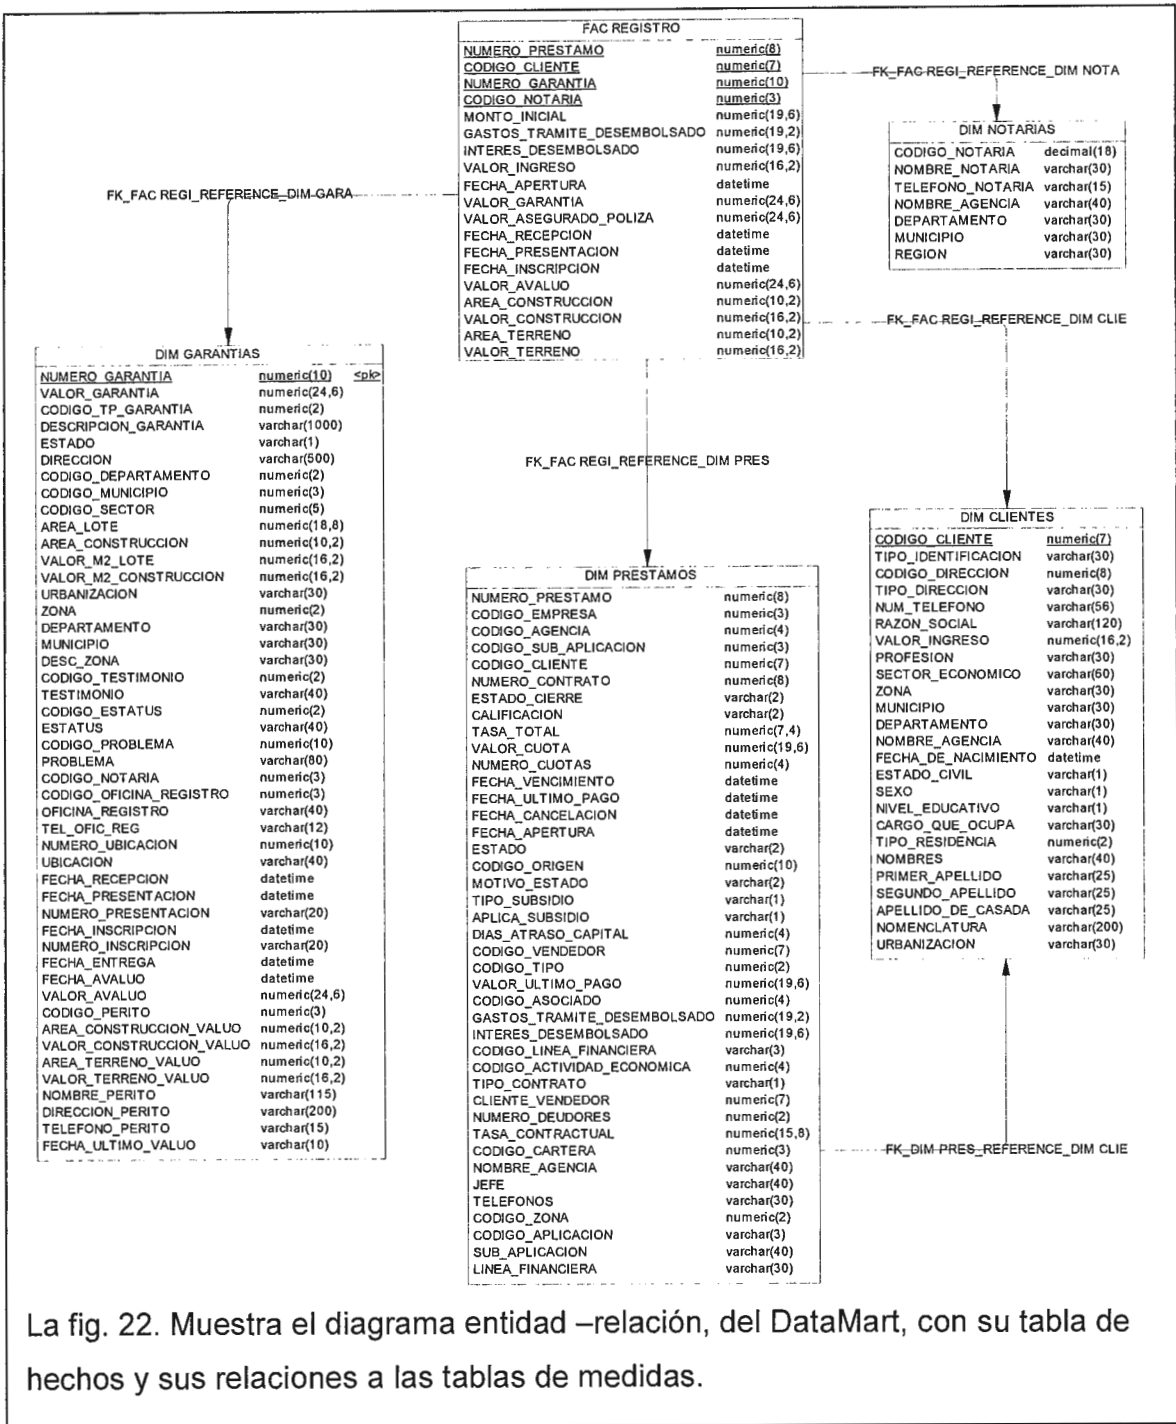 FAC REGISTRO
NUMERO_PRESTAMO numeric(8)
CODIGO_CLIENTE numeric(7)
NUMERO_GARANTIA numeric(10)
CODIGO_NOTARIA numeric(3)
MONTO_INICIAL numeric(19,6)
GASTOS_TRAMITE_DESEMBOLSADO numeric(19,2)
INTERES_DESEMBOLSADO numeric(19,6)
VALOR_INGRESO numeric(16,2)
FECHA_APERTURA datetime
VALOR_GARANTIA numeric(24,6)
VALOR_ASEGURADO_POLIZA numeric(24,6)
FECHA_RECEPCION datetime
FECHA_PRESENTACION datetime
FECHA_INSCRIPCION datetime
VALOR_AVALUO numeric(24,6)
AREA_CONSTRUCCION numeric(10,2)
VALOR_CONSTRUCCION numeric(16,2)
AREA_TERRENO numeric(10,2)
VALOR_TERRENO numeric(16,2)
FK_FAC REGI_REFERENCE_DIM NOTA
DIM NOTARIAS
CODIGO_NOTARIA decimal(18)
NOMBRE_NOTARIA varchar(30)
TELEFONO_NOTARIA varchar(15)
NOMBRE_AGENCIA varchar(40)
DEPARTAMENTO varchar(30)
MUNICIPIO varchar(30)
REGION varchar(30)
FK_FAC REGI_REFERENCE_DIM GARA
FK_FAC REGI_REFERENCE_DIM CLIE
DIM GARANTIAS
NUMERO_GARANTIA numeric(10) <pk>
VALOR_GARANTIA numeric(24,6)
CODIGO_TP_GARANTIA numeric(2)
DESCRIPCION_GARANTIA varchar(1000)
ESTADO varchar(1)
DIRECCION varchar(500)
CODIGO_DEPARTAMENTO numeric(2)
CODIGO_MUNICIPIO numeric(3)
CODIGO_SECTOR numeric(5)
AREA_LOTE numeric(18,8)
AREA_CONSTRUCCION numeric(10,2)
VALOR_M2_LOTE numeric(16,2)
VALOR_M2_CONSTRUCCION numeric(16,2)
URBANIZACION varchar(30)
ZONA numeric(2)
DEPARTAMENTO varchar(30)
MUNICIPIO varchar(30)
DESC_ZONA varchar(30)
CODIGO_TESTIMONIO numeric(2)
TESTIMONIO varchar(40)
CODIGO_ESTATUS numeric(2)
ESTATUS varchar(40)
CODIGO_PROBLEMA numeric(10)
PROBLEMA varchar(80)
CODIGO_NOTARIA numeric(3)
CODIGO_OFICINA_REGISTRO numeric(3)
OFICINA_REGISTRO varchar(40)
TEL_OFIC_REG varchar(12)
NUMERO_UBICACION numeric(10)
UBICACION varchar(40)
FECHA_RECEPCION datetime
FECHA_PRESENTACION datetime
NUMERO_PRESENTACION varchar(20)
FECHA_INSCRIPCION datetime
NUMERO_INSCRIPCION varchar(20)
FECHA_ENTREGA datetime
FECHA_AVALUO datetime
VALOR_AVALUO numeric(24,6)
CODIGO_PERITO numeric(3)
AREA_CONSTRUCCION_VALUO numeric(10,2)
VALOR_CONSTRUCCION_VALUO numeric(16,2)
AREA_TERRENO_VALUO numeric(10,2)
VALOR_TERRENO_VALUO numeric(16,2)
NOMBRE_PERITO varchar(115)
DIRECCION_PERITO varchar(200)
TELEFONO_PERITO varchar(15)
FECHA_ULTIMO_VALUO varchar(10)
FK_FAC REGI_REFERENCE_DIM PRES
DIM PRESTAMOS
NUMERO_PRESTAMO numeric(8)
CODIGO_EMPRESA numeric(3)
CODIGO_AGENCIA numeric(4)
CODIGO_SUB_APLICACION numeric(3)
CODIGO_CLIENTE numeric(7)
NUMERO_CONTRATO numeric(8)
ESTADO_CIERRE varchar(2)
CALIFICACION varchar(2)
TASA_TOTAL numeric(7,4)
VALOR_CUOTA numeric(19,6)
NUMERO_CUOTAS numeric(4)
FECHA_VENCIMIENTO datetime
FECHA_ULTIMO_PAGO datetime
FECHA_CANCELACION datetime
FECHA_APERTURA datetime
ESTADO varchar(2)
CODIGO_ORIGEN numeric(10)
MOTIVO_ESTADO varchar(2)
TIPO_SUBSIDIO varchar(1)
APLICA_SUBSIDIO varchar(1)
DIAS_ATRASO_CAPITAL numeric(4)
CODIGO_VENDEDOR numeric(7)
CODIGO_TIPO numeric(2)
VALOR_ULTIMO_PAGO numeric(19,6)
CODIGO_ASOCIADO numeric(4)
GASTOS_TRAMITE_DESEMBOLSADO numeric(19,2)
INTERES_DESEMBOLSADO numeric(19,6)
CODIGO_LINEA_FINANCIERA varchar(3)
CODIGO_ACTIVIDAD_ECONOMICA numeric(4)
TIPO_CONTRATO varchar(1)
CLIENTE_VENDEDOR numeric(7)
NUMERO_DEUDORES numeric(2)
TASA_CONTRACTUAL numeric(15,8)
CODIGO_CARTERA numeric(3)
NOMBRE_AGENCIA varchar(40)
JEFE varchar(40)
TELEFONOS varchar(30)
CODIGO_ZONA numeric(2)
CODIGO_APLICACION varchar(3)
SUB_APLICACION varchar(40)
LINEA_FINANCIERA varchar(30)
DIM CLIENTES
CODIGO_CLIENTE numeric(7)
TIPO_IDENTIFICACION varchar(30)
CODIGO_DIRECCION numeric(8)
TIPO_DIRECCION varchar(30)
NUM_TELEFONO varchar(56)
RAZON_SOCIAL varchar(120)
VALOR_INGRESO numeric(16,2)
PROFESION varchar(30)
SECTOR_ECONOMICO varchar(60)
ZONA varchar(30)
MUNICIPIO varchar(30)
DEPARTAMENTO varchar(30)
NOMBRE_AGENCIA varchar(40)
FECHA_DE_NACIMIENTO datetime
ESTADO_CIVIL varchar(1)
SEXO varchar(1)
NIVEL_EDUCATIVO varchar(1)
CARGO_QUE_OCUPA varchar(30)
TIPO_RESIDENCIA numeric(2)
NOMBRES varchar(40)
PRIMER_APELLIDO varchar(25)
SEGUNDO_APELLIDO varchar(25)
APELLIDO_DE_CASADA varchar(25)
NOMENCLATURA varchar(200)
URBANIZACION varchar(30)
FK_DIM PRES_REFERENCE_DIM CLIE
La fig. 22. Muestra el diagrama entidad –relación, del DataMart, con su tabla de
hechos y sus relaciones a las tablas de medidas.